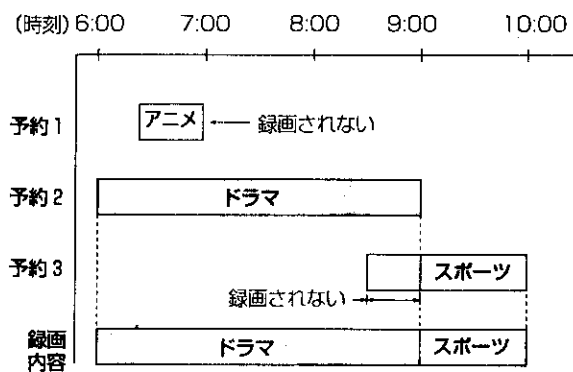 (時刻) 6:00 7:00 8:00 9:00 10:00
予約1 アニメ 録画されない
予約2 ドラマ
予約3 スポーツ
録画されない
録画
内容 ドラマ スポーツ